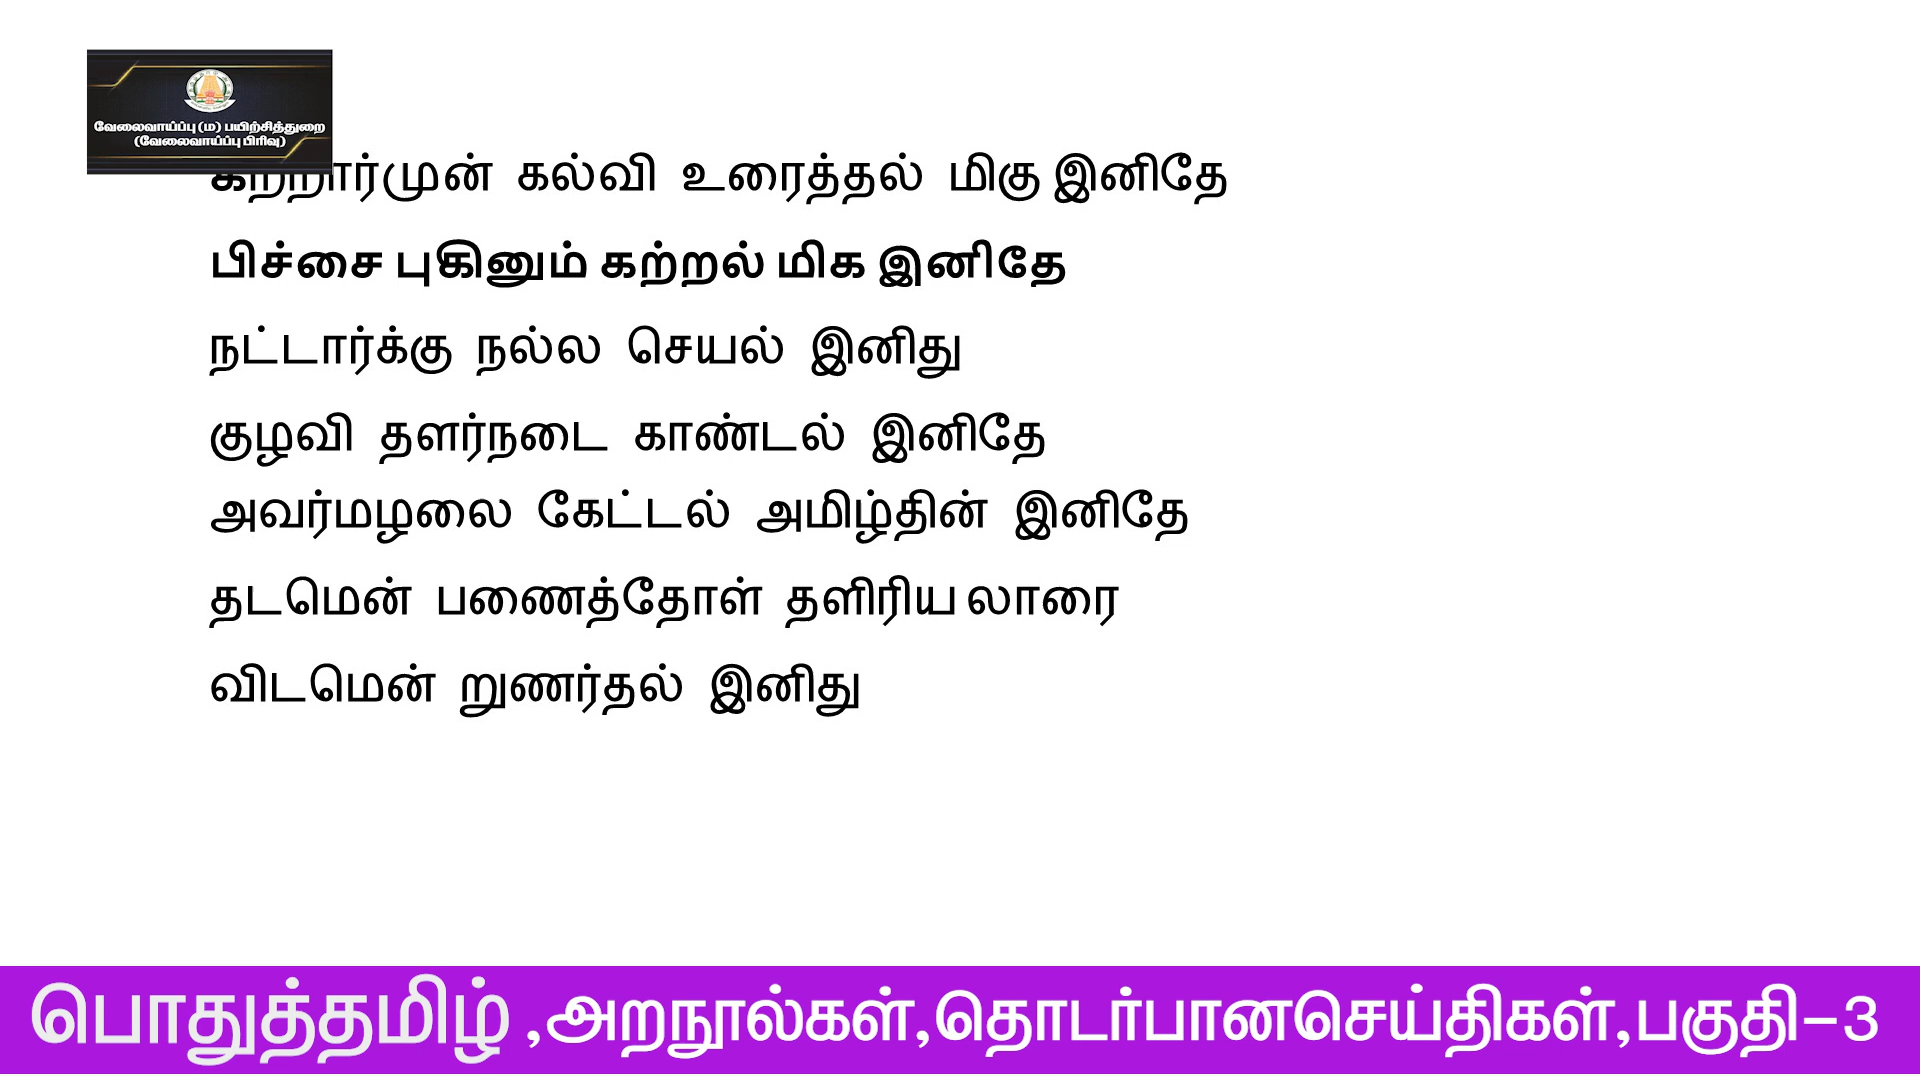 வேலைவாய்ப்பு (ம) பயிற்சித்துறை
(வேலைவாய்ப்பு பிரிவு)
கற்றார்முன் கல்வி உரைத்தல் மிகு இனிதே
பிச்சை புகினும் கற்றல் மிக இனிதே
நட்டார்க்கு நல்ல செயல் இனிது
குழவி தளர்நடை காண்டல் இனிதே
அவர்மழலை கேட்டல் அமிழ்தின் இனிதே
தடமென் பணைத்தோள் தளிரிய லாரை
விடமென் றுணர்தல் இனிது
பொதுத்தமிழ் ,அறநூல்கள்,தொடர்பானசெய்திகள்,பகுதி-3